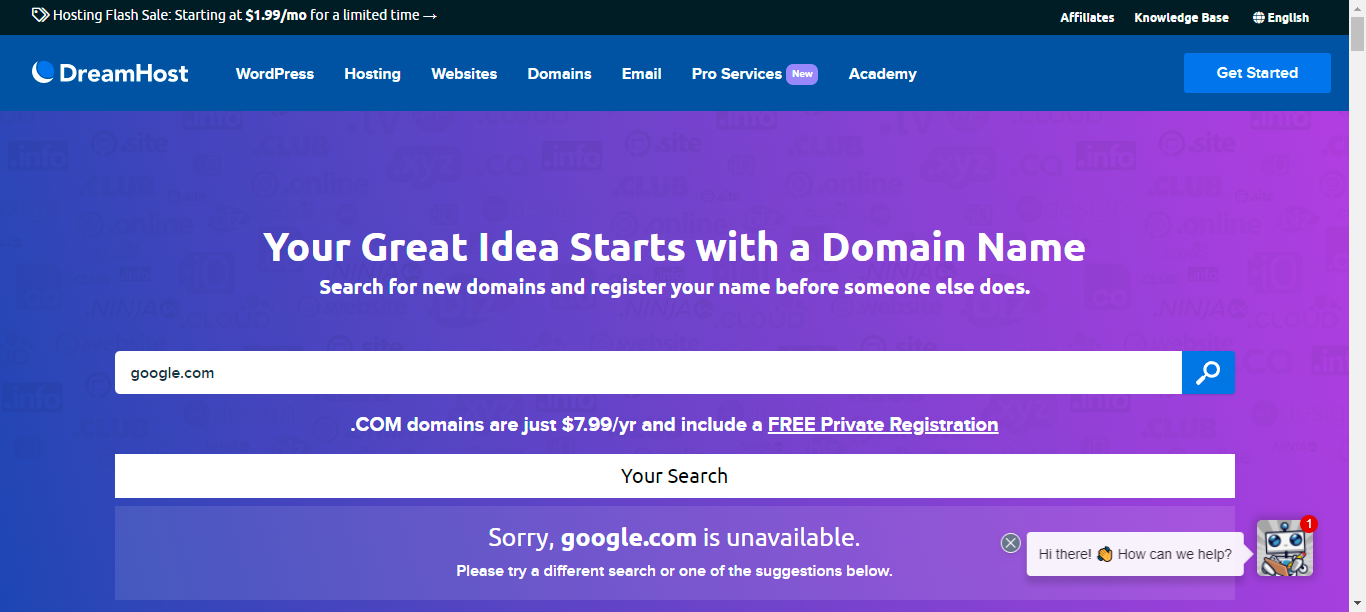 Hosting Flash Sale: Starting at $1.99/mo for a limited time →
Affiliates Knowledge Base English
DreamHost WordPress Hosting Websites Domains Email Pro Services New Academy Get Started
Your Great Idea Starts with a Domain Name
Search for new domains and register your name before someone else does.
google.com
.COM domains are just $7.99/yr and include a FREE Private Registration
Your Search
Sorry, google.com is unavailable.
Please try a different search or one of the suggestions below.
1
Hi there! 👏 How can we help?